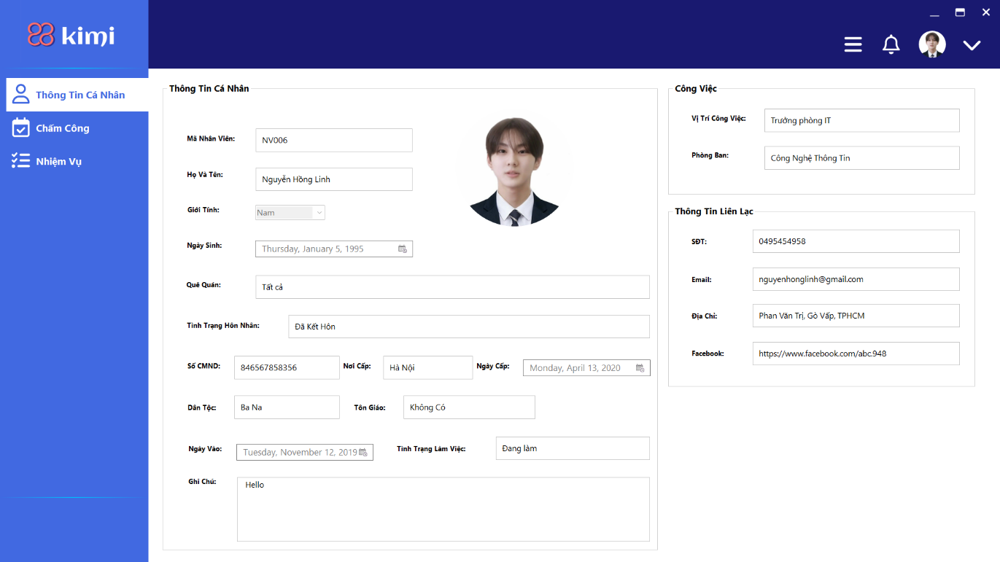 kimi
Thông Tin Cá Nhân
Chấm Công
Nhiệm Vụ
Thông Tin Cá Nhân
Mã Nhân Viên: NV006
Họ Và Tên: Nguyễn Hồng Linh
Giới Tính: Nam
Ngày Sinh: Thursday, January 5, 1995
Quê Quán: Tất cả
Tình Trạng Hôn Nhân: Đã Kết Hôn
Số CMND: 846567858356 Nơi Cấp: Hà Nội Ngày Cấp: Monday, April 13, 2020
Dân Tộc: Ba Na Tôn Giáo: Không Có
Ngày Vào: Tuesday, November 12, 2019 Tình Trạng Làm Việc: Đang làm
Ghi Chú: Hello
Công Việc
Vị Trí Công Việc: Trưởng phòng IT
Phòng Ban: Công Nghệ Thông Tin
Thông Tin Liên Lạc
SĐT: 0495454958
Email: nguyenhonglinh@gmail.com
Địa Chỉ: Phan Văn Trị, Gò Vấp, TPHCM
Facebook: https://www.facebook.com/abc.948